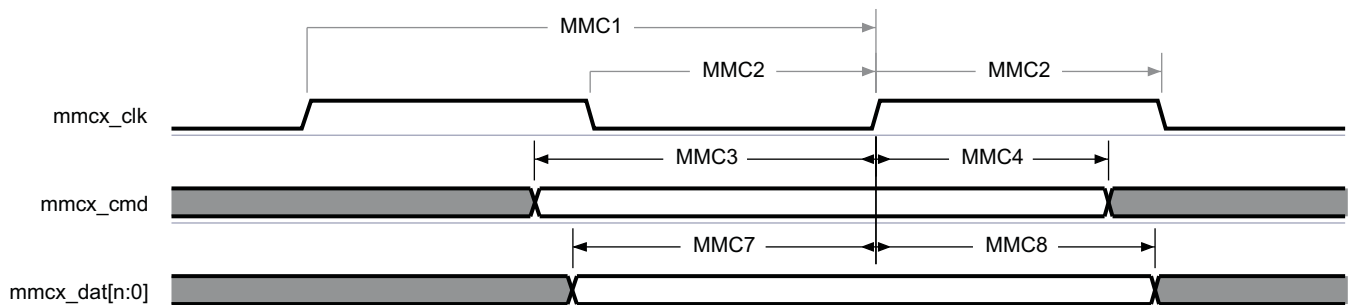 MMC1
MMC2 MMC2
mmcx_clk
MMC3 MMC4
mmcx_cmd
MMC7 MMC8
mmcx_dat[n:0]